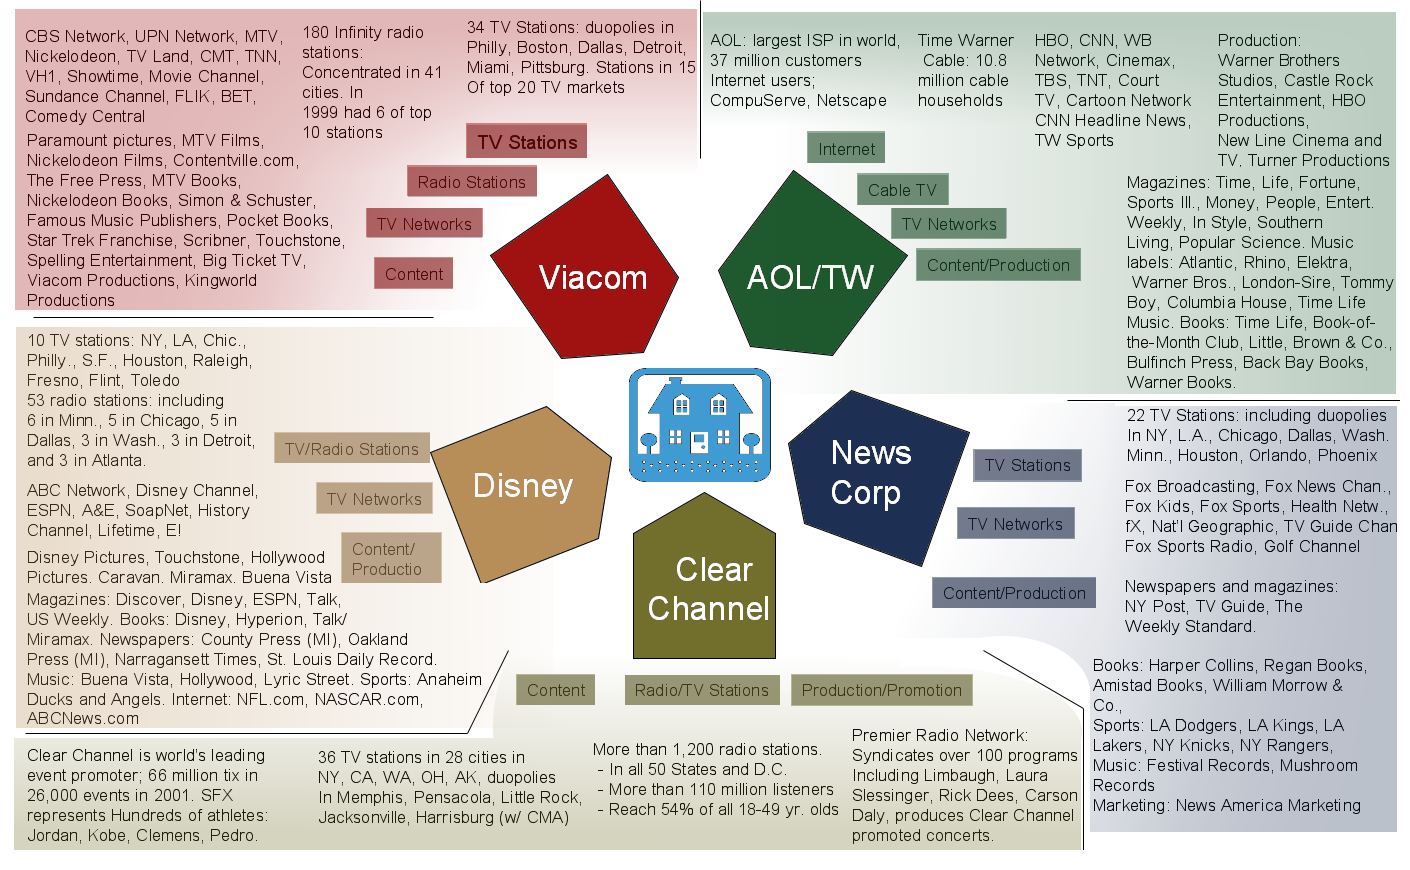 CBS Network, UPN Network, MTV,
Nickelodeon, TV Land, CMT, TNN,
VH1, Showtime, Movie Channel,
Sundance Channel, FLIK, BET,
Comedy Central
Paramount pictures, MTV Films,
Nickelodeon Films, Contentville.com,
The Free Press, MTV Books,
Nickelodeon Books, Simon & Schuster,
Famous Music Publishers, Pocket Books,
Star Trek Franchise, Scribner, Touchstone,
Spelling Entertainment, Big Ticket TV,
Viacom Productions, Kingworld
Productions
180 Infinity radio
stations:
Concentrated in 41
cities. In
1999 had 6 of top
10 stations
34 TV Stations: duopolies in
Philly, Boston, Dallas, Detroit,
Miami, Pittsburg. Stations in 15
Of top 20 TV markets
TV Stations
Radio Stations
TV Networks
Content
Viacom
AOL: largest ISP in world,
37 million customers
Internet users;
CompuServe, Netscape
Time Warner
Cable: 10.8
million cable
households
HBO, CNN, WB
Network, Cinemax,
TBS, TNT, Court
TV, Cartoon Network
CNN Headline News,
TW Sports
Production:
Warner Brothers
Studios, Castle Rock
Entertainment, HBO
Productions,
New Line Cinema and
TV. Turner Productions
Magazines: Time, Life, Fortune,
Sports Ill., Money, People, Entert.
Weekly, In Style, Southern
Living, Popular Science. Music
labels: Atlantic, Rhino, Elektra,
Warner Bros., London-Sire, Tommy
Boy, Columbia House, Time Life
Music. Books: Time Life, Book-of-
the-Month Club, Little, Brown & Co.,
Bulfinch Press, Back Bay Books,
Warner Books.
Internet
Cable TV
TV Networks
Content/Production
AOL/TW
10 TV stations: NY, LA, Chic.,
Philly., S.F., Houston, Raleigh,
Fresno, Flint, Toledo
53 radio stations: including
6 in Minn., 5 in Chicago, 5 in
Dallas, 3 in Wash., 3 in Detroit,
and 3 in Atlanta.
ABC Network, Disney Channel,
ESPN, A&E, SoapNet, History
Channel, Lifetime, E!
Disney Pictures, Touchstone, Hollywood
Pictures. Caravan. Miramax. Buena Vista
Magazines: Discover, Disney, ESPN, Talk,
US Weekly. Books: Disney, Hyperion, Talk/
Miramax. Newspapers: County Press (MI), Oakland
Press (MI), Narragansett Times, St. Louis Daily Record.
Music: Buena Vista, Hollywood, Lyric Street. Sports: Anaheim
Ducks and Angels. Internet: NFL.com, NASCAR.com,
ABCNews.com
TV/Radio Stations
TV Networks
Content/
Productio
Disney
News
Corp
TV Stations
TV Networks
Content/Production
22 TV Stations: including duopolies
In NY, L.A., Chicago, Dallas, Wash.
Minn., Houston, Orlando, Phoenix
Fox Broadcasting, Fox News Chan.,
Fox Kids, Fox Sports, Health Netw.,
fX, Nat'l Geographic, TV Guide Chan
Fox Sports Radio, Golf Channel
Newspapers and magazines:
NY Post, TV Guide, The
Weekly Standard.
Books: Harper Collins, Regan Books,
Amistad Books, William Morrow &
Co.,
Sports: LA Dodgers, LA Kings, LA
Lakers, NY Knicks, NY Rangers,
Music: Festival Records, Mushroom
Records
Marketing: News America Marketing
Clear
Channel
Content
Radio/TV Stations
Production/Promotion
Clear Channel is world's leading
event promoter; 66 million tix in
26,000 events in 2001. SFX
represents Hundreds of athletes:
Jordan, Kobe, Clemens, Pedro.
36 TV stations in 28 cities in
NY, CA, WA, OH, AK, duopolies
In Memphis, Pensacola, Little Rock,
Jacksonville, Harrisburg (w/ CMA)
More than 1,200 radio stations.
- In all 50 States and D.C.
- More than 110 million listeners
- Reach 54% of all 18-49 yr. olds
Premier Radio Network:
Syndicates over 100 programs
Including Limbaugh, Laura
Slessinger, Rick Dees, Carson
Daly, produces Clear Channel
promoted concerts.